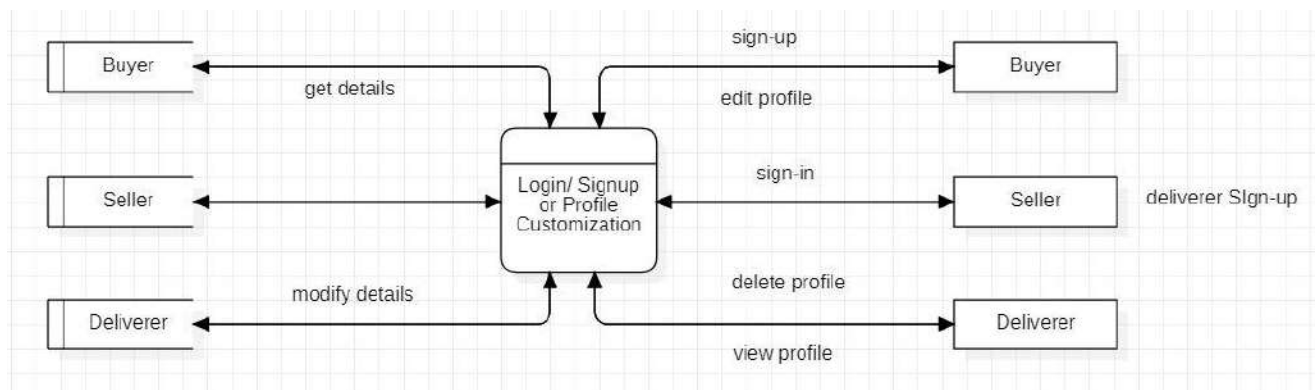 sign-up
Buyer
Buyer
get details
edit profile
Login/ Signup
or Profile
Customization
sign-in
Seller
Seller
deliverer SIgn-up
modify details
delete profile
Deliverer
Deliverer
view profile